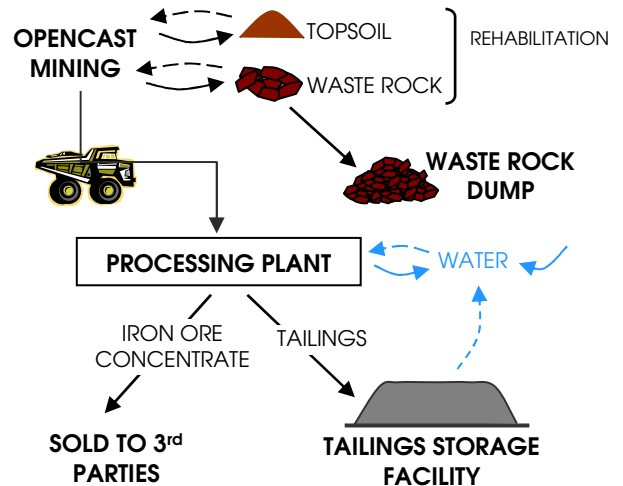 OPENCAST
MINING
TOPSOIL
REHABILITATION
WASTE ROCK
WASTE ROCK
DUMP
PROCESSING PLANT
WATER
IRON ORE
CONCENTRATE
TAILINGS
SOLD TO 3rd
PARTIES
TAILINGS STORAGE
FACILITY